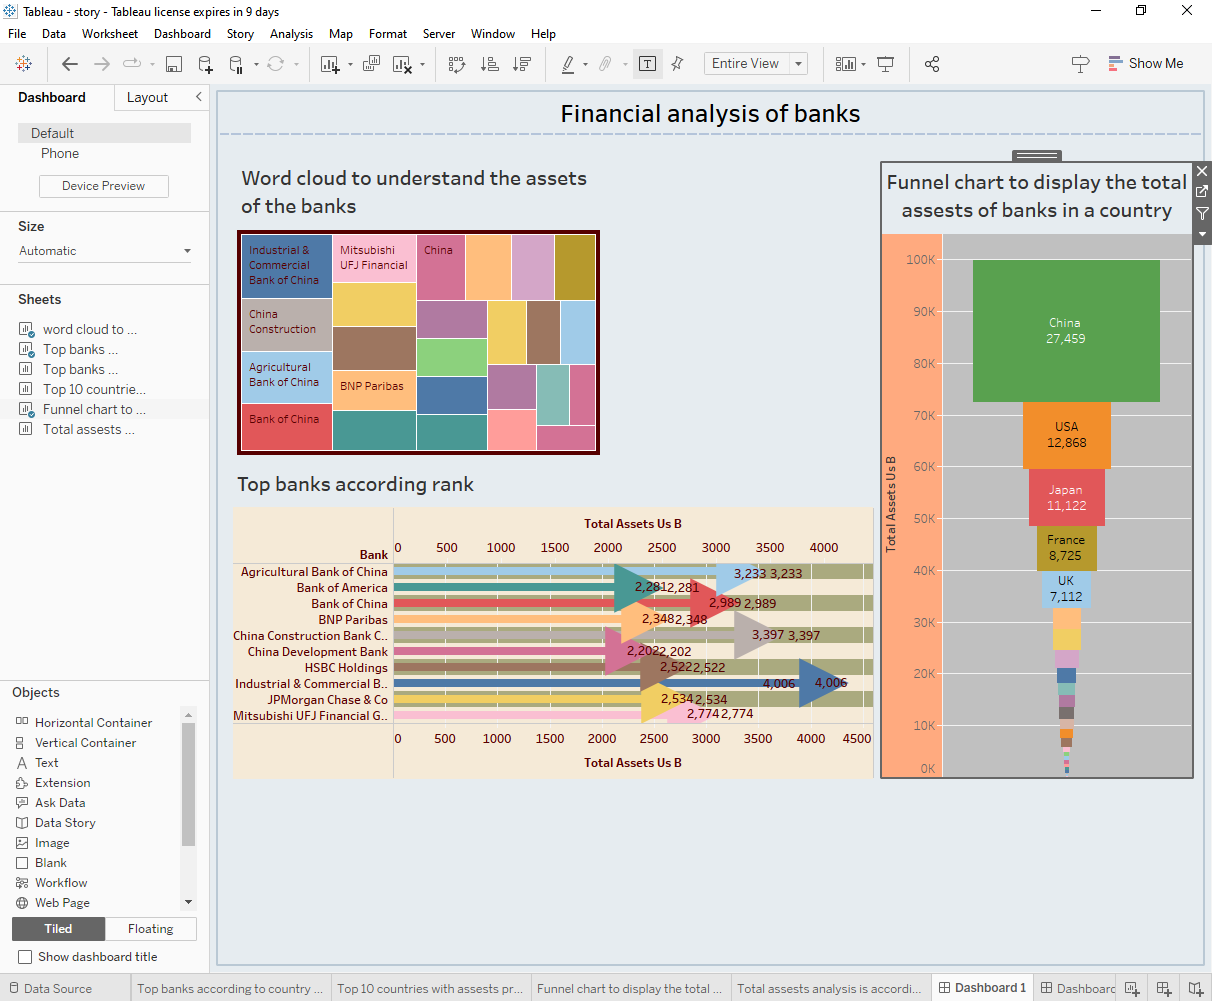 Tableau - story - Tableau license expires in 9 days
File Data Worksheet Dashboard Story Analysis Map Format Server Window Help
Entire View
Show Me
Dashboard
Layout
Default
Phone
Device Preview
Size
Automatic
Sheets
word cloud to ...
Top banks ...
Top banks ...
Top 10 countrie...
Funnel chart to ...
Total assests ...
Objects
Horizontal Container
Vertical Container
Text
Extension
Ask Data
Data Story
Image
Blank
Workflow
Web Page
Tiled
Floating
Show dashboard title
Financial analysis of banks
Word cloud to understand the assets
of the banks
Industrial &
Commercial
Bank of China
China
Construction
Agricultural
Bank of China
Bank of China
Mitsubishi
UFJ Financial
BNP Paribas
China
Top banks according rank
Total Assets Us B
Bank
0 500 1000 1500 2000 2500 3000 3500 4000
Agricultural Bank of China 3,233 3,233
Bank of America 2,281 2,281
Bank of China 2,989 2,989
BNP Paribas 2,348 2,348
China Construction Bank C.. 3,397 3,397
China Development Bank 2,202 2,202
HSBC Holdings 2,522 2,522
Industrial & Commercial B.. 4,006 4,006
JPMorgan Chase & Co 2,534 2,534
Mitsubishi UFJ Financial G.. 2,774 2,774
0 500 1000 1500 2000 2500 3000 3500 4000 4500
Total Assets Us B
Funnel chart to display the total
assests of banks in a country
Total Assets Us B
100K
90K
80K
70K
60K
50K
40K
30K
20K
10K
0K
China
27,459
USA
12,868
Japan
11,122
France
8,725
UK
7,112
Data Source
Top banks according to country ...
Top 10 countries with assests pr...
Funnel chart to display the total ...
Total assests analysis is accordi...
Dashboard 1
Dashboard